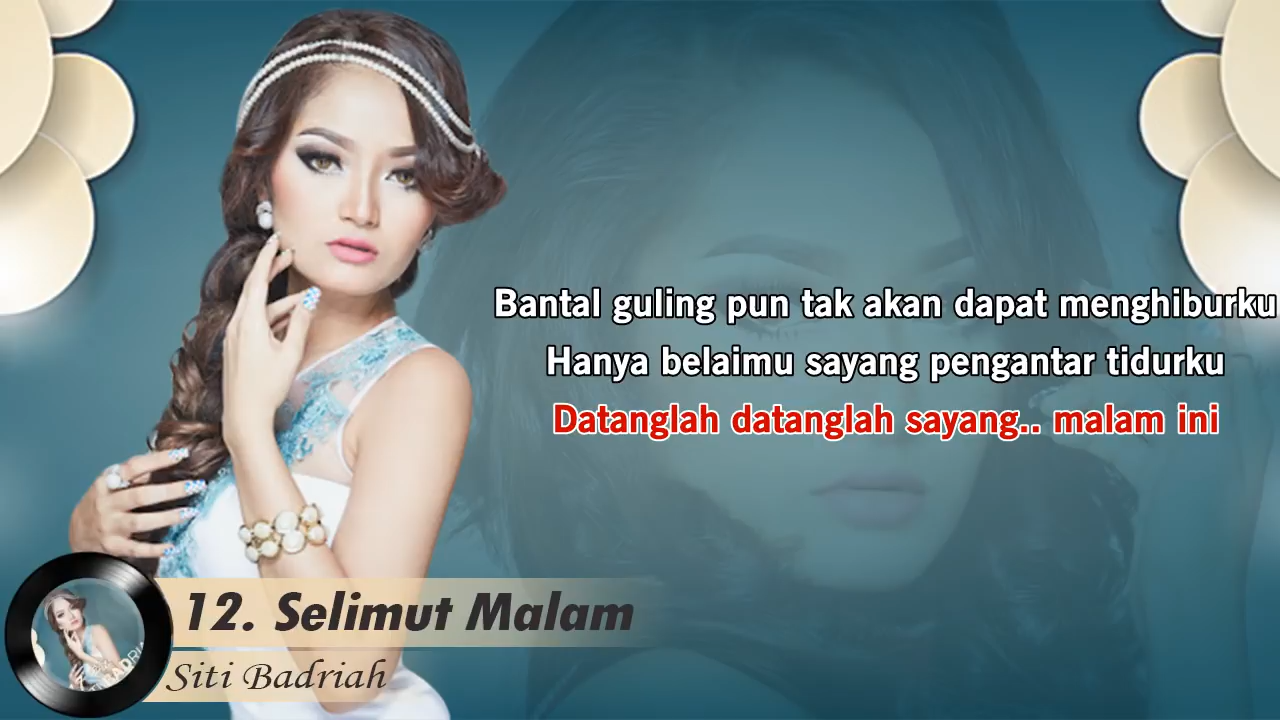 Bantal guling pun tak akan dapat menghiburku
Hanya belaimu sayang pengantar tidurku
Datanglah datanglah sayang.. malam ini
12. Selimut Malam
Siti Badriah